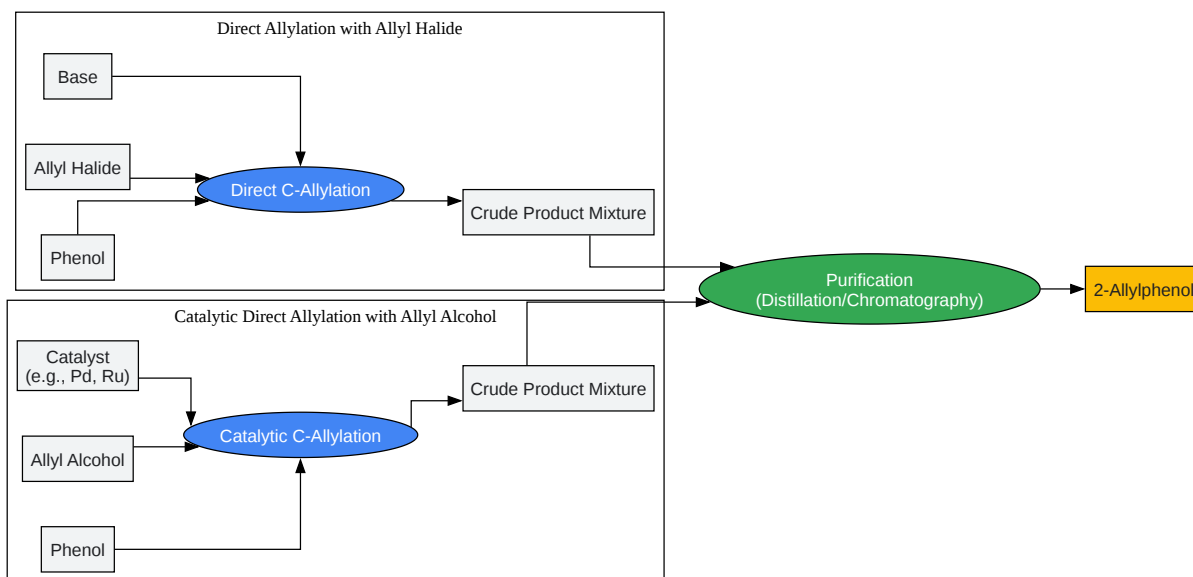 Direct Allylation with Allyl Halide
Base
Allyl Halide
Direct C-Allylation
Phenol
Crude Product Mixture
Purification
(Distillation/Chromatography)
2-Allylphenol
Catalytic Direct Allylation with Allyl Alcohol
Catalyst
(e.g., Pd, Ru)
Crude Product Mixture
Catalytic C-Allylation
Allyl Alcohol
Phenol